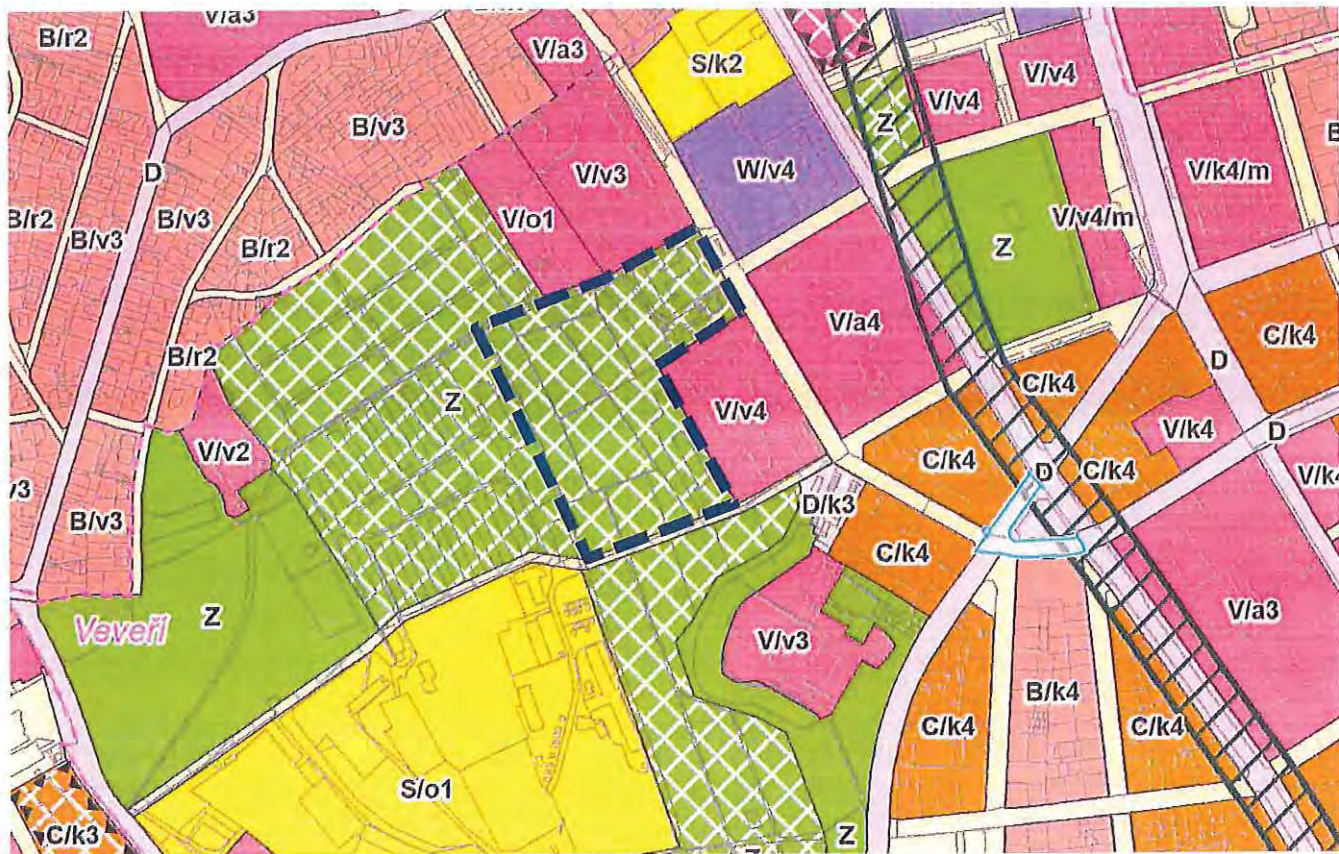 V/a3
B/r2
V/a3
S/k2
V/v4
V/v4
B/v3
Z
D
V/v3
W/v4
V/k4/m
B/r2
B/v3
B/v3
V/o1
V/v4/m
B/r2
Z
V/a4
B/r2
D
C/k4
C/k4
Z
V/v4
V/k4
D
V/v2
C/k4
D
C/k4
D/k3
B/v3
C/k4
Veveří
Z
V/v3
V/a3
B/k4
C/k4
C/k4
S/o1
C/k3
Z